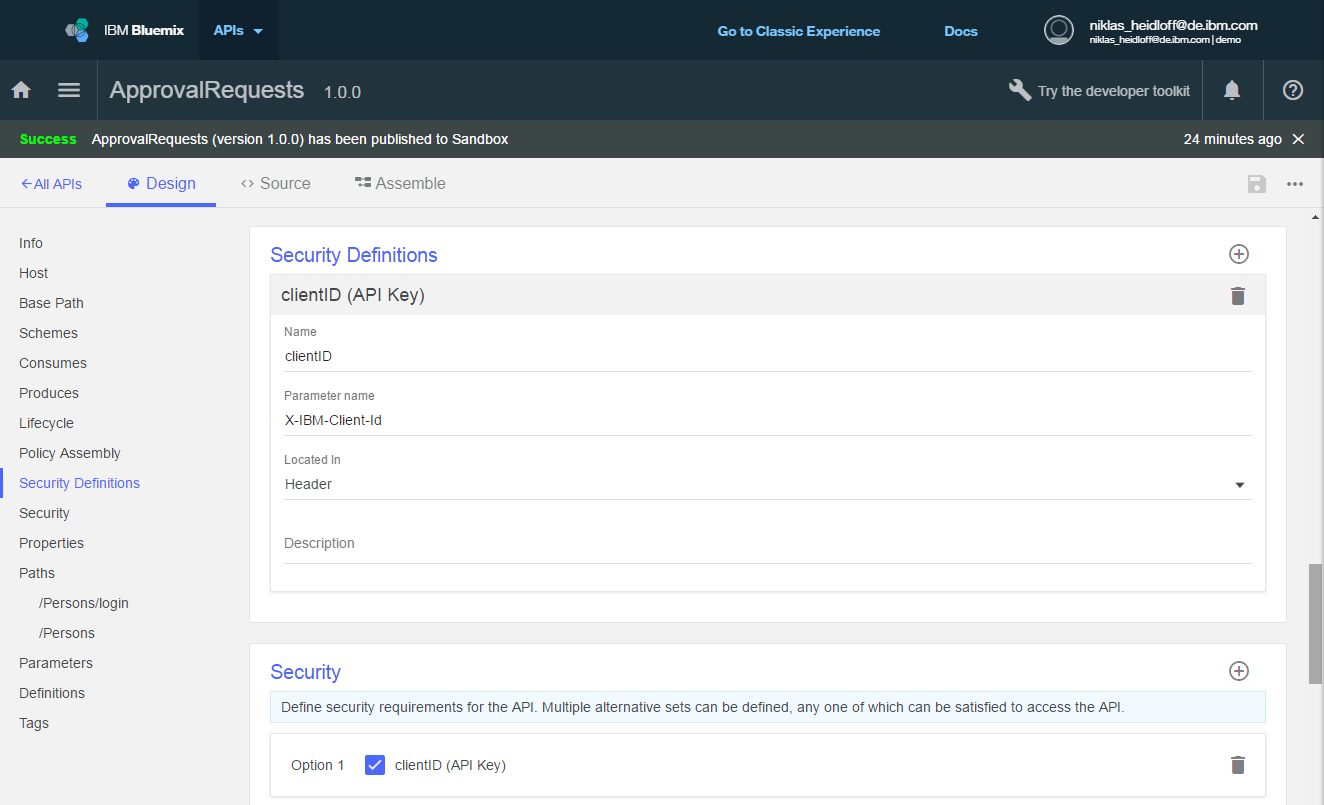 IBM Bluemix APIs Go to Classic Experience Docs niklas_heidloff@de.ibm.com
niklas_heidloff@de.ibm.com | demo
ApprovalRequests 1.0.0 Try the developer toolkit
Success ApprovalRequests (version 1.0.0) has been published to Sandbox 24 minutes ago
All APIs Design Source Assemble
Info
Host
Base Path
Schemes
Consumes
Produces
Lifecycle
Policy Assembly
Security Definitions
Security
Properties
Paths
/Persons/login
/Persons
Parameters
Definitions
Tags
Security Definitions
clientID (API Key)
Name
clientID
Parameter name
X-IBM-Client-Id
Located In
Header
Description
Security
Define security requirements for the API. Multiple alternative sets can be defined, any one of which can be satisfied to access the API.
Option 1 clientID (API Key)